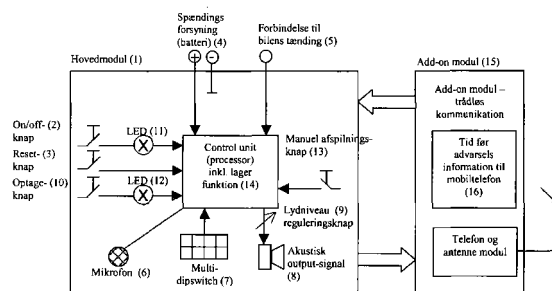 Spændings
forsyning
(batteri) (4)
Forbindelse til
bilens tænding
(5)
Hovedmodul (1)
Add-on modul (15)
On/off- (2)
knap
LED (11)
Reset-
(3) knap
Optage- (10)
knap
LED (12)
Control unit
(processor)
inkl. lager
funktion
(14)
Manuel afspilnings-
knap
(13)
Lydniveau (9)
reguleringsknap
Mikrofon (6)
Multi-
dipswitch (7)
Akustisk
output-signal
(8)
Add-on modul –
trådløs
kommunikation
Tid før
advarsels
information til
mobiltelefon
(16)
Telefon og
antenne modul